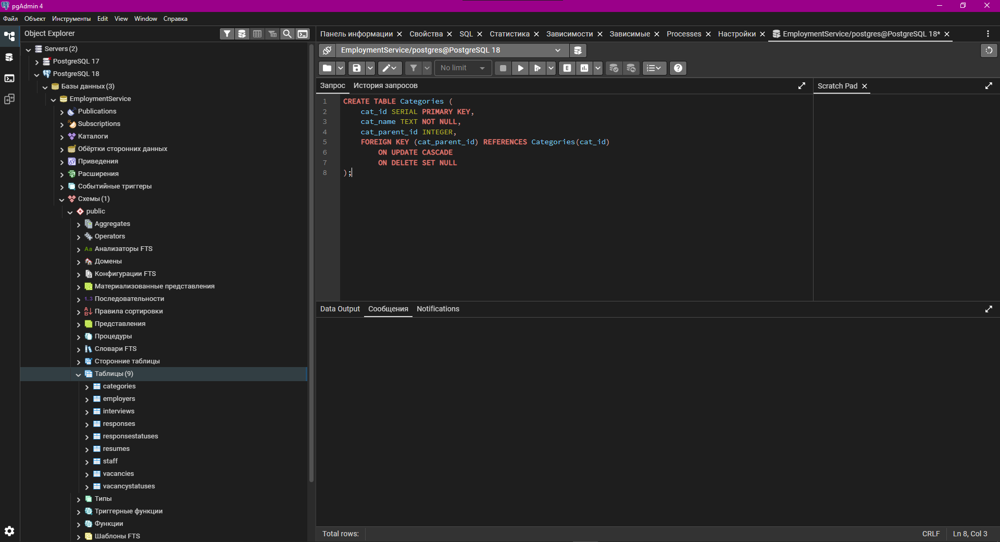 pgAdmin 4
Файл Объект Инструменты Edit View Window Справка
Object Explorer
Servers (2)
PostgreSQL 17
PostgreSQL 18
Базы данных (3)
EmploymentService
Publications
Subscriptions
Каталоги
Обёртки сторонних данных
Приведения
Расширения
Событийные триггеры
Схемы (1)
public
Aggregates
Operators
Aa Анализаторы FTS
Домены
Конфигурации FTS
Материализованные представления
1..3 Последовательности
Правила сортировки
Представления
Процедуры
Словари FTS
Сторонние таблицы
Таблицы (9)
categories
employers
interviews
responses
responsestatuses
resumes
staff
vacancies
vacancystatuses
Типы
Триггерные функции
Функции
Шаблоны FTS
Панель информации Свойства SQL Статистика Зависимости Зависимые Processes Настройки EmploymentService/postgres@PostgreSQL 18*
EmploymentService/postgres@PostgreSQL 18
No limit
E
Запрос История запросов
Scratch Pad
1 CREATE TABLE Categories (
2 cat_id SERIAL PRIMARY KEY,
3 cat_name TEXT NOT NULL,
4 cat_parent_id INTEGER,
5 FOREIGN KEY (cat_parent_id) REFERENCES Categories(cat_id)
6 ON UPDATE CASCADE
7 ON DELETE SET NULL
8 );
Data Output Сообщения Notifications
Total rows:
CRLF Ln 8, Col 3